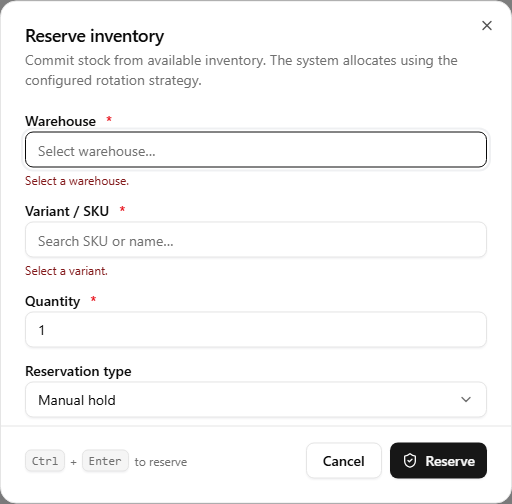 Reserve inventory
Commit stock from available inventory. The system allocates using the
configured rotation strategy.
Warehouse *
Select warehouse...
Select a warehouse.
Variant / SKU *
Search SKU or name...
Select a variant.
Quantity *
1
Reservation type
Manual hold
Ctrl + Enter to reserve Cancel Reserve